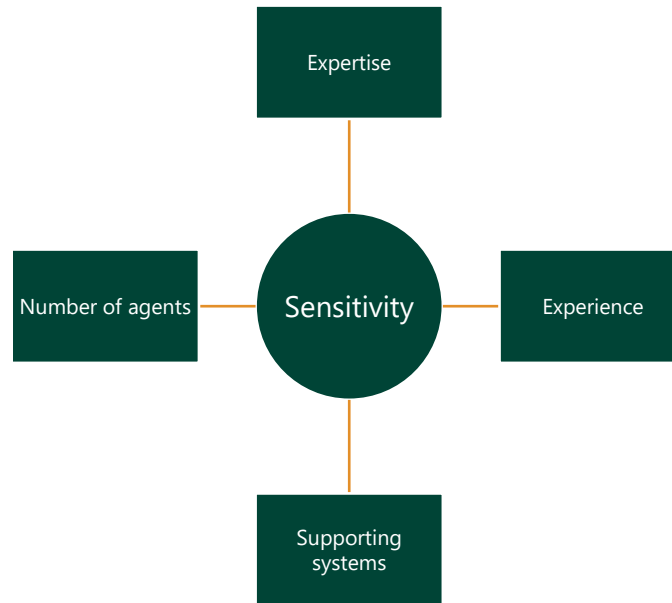 Expertise
Number of agents
Sensitivity
Experience
Supporting
systems